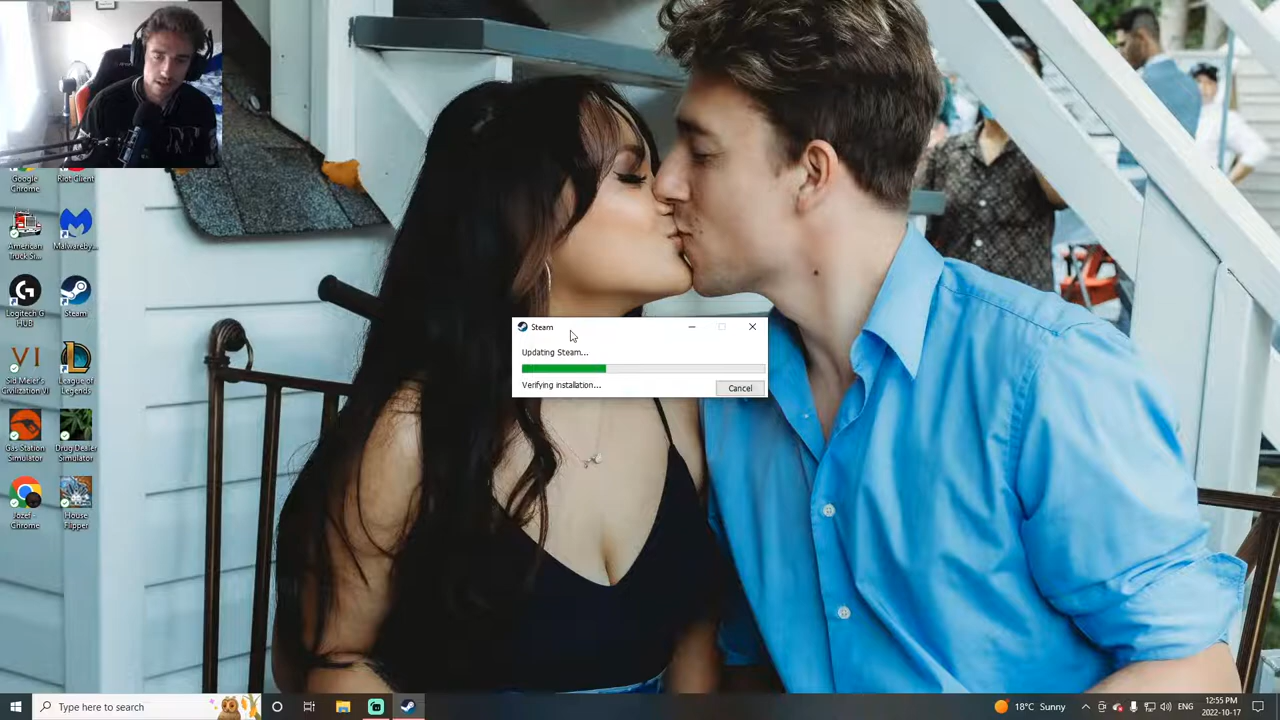 Google
Chrome
Riot Client
American
Truck Si...
Malwareby...
Logitech G
HUB
Steam
Sid Meier's
Civilization VI
League of
Legends
Gas Station
Simulator
Drug Dealer
Simulator
Jozef -
Chrome
House
Flipper
Steam
Updating Steam...
Verifying installation...
Cancel
Type here to search
18°C Sunny
ENG
12:55 PM
2022-10-17